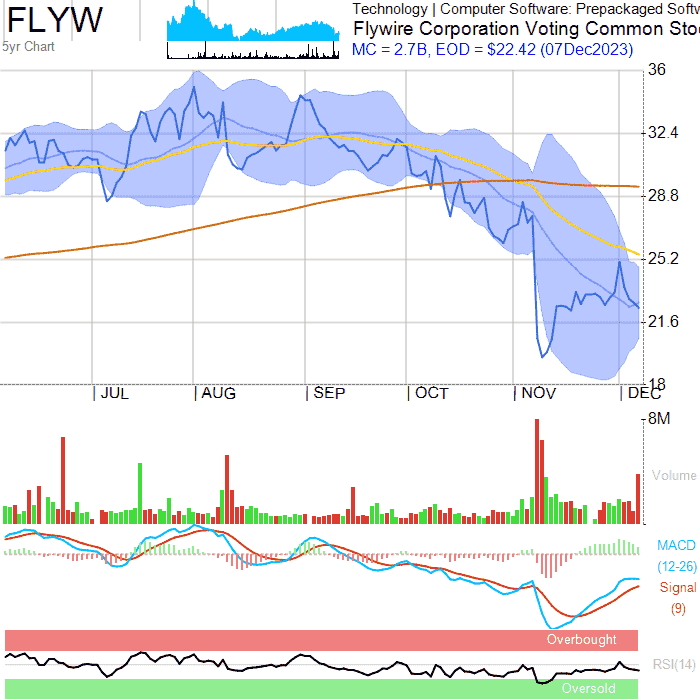 FLYW
5yr Chart
Technology | Computer Software: Prepackaged Softw
Flywire Corporation Voting Common Sto
MC = 2.7B, EOD = $22.42 (07Dec2023)
36
32.4
28.8
25.2
21.6
18
JUL AUG SEP OCT NOV DEC
8M
Volume
MACD
(12-26)
Signal
(9)
Overbought
RSI(14)
Oversold